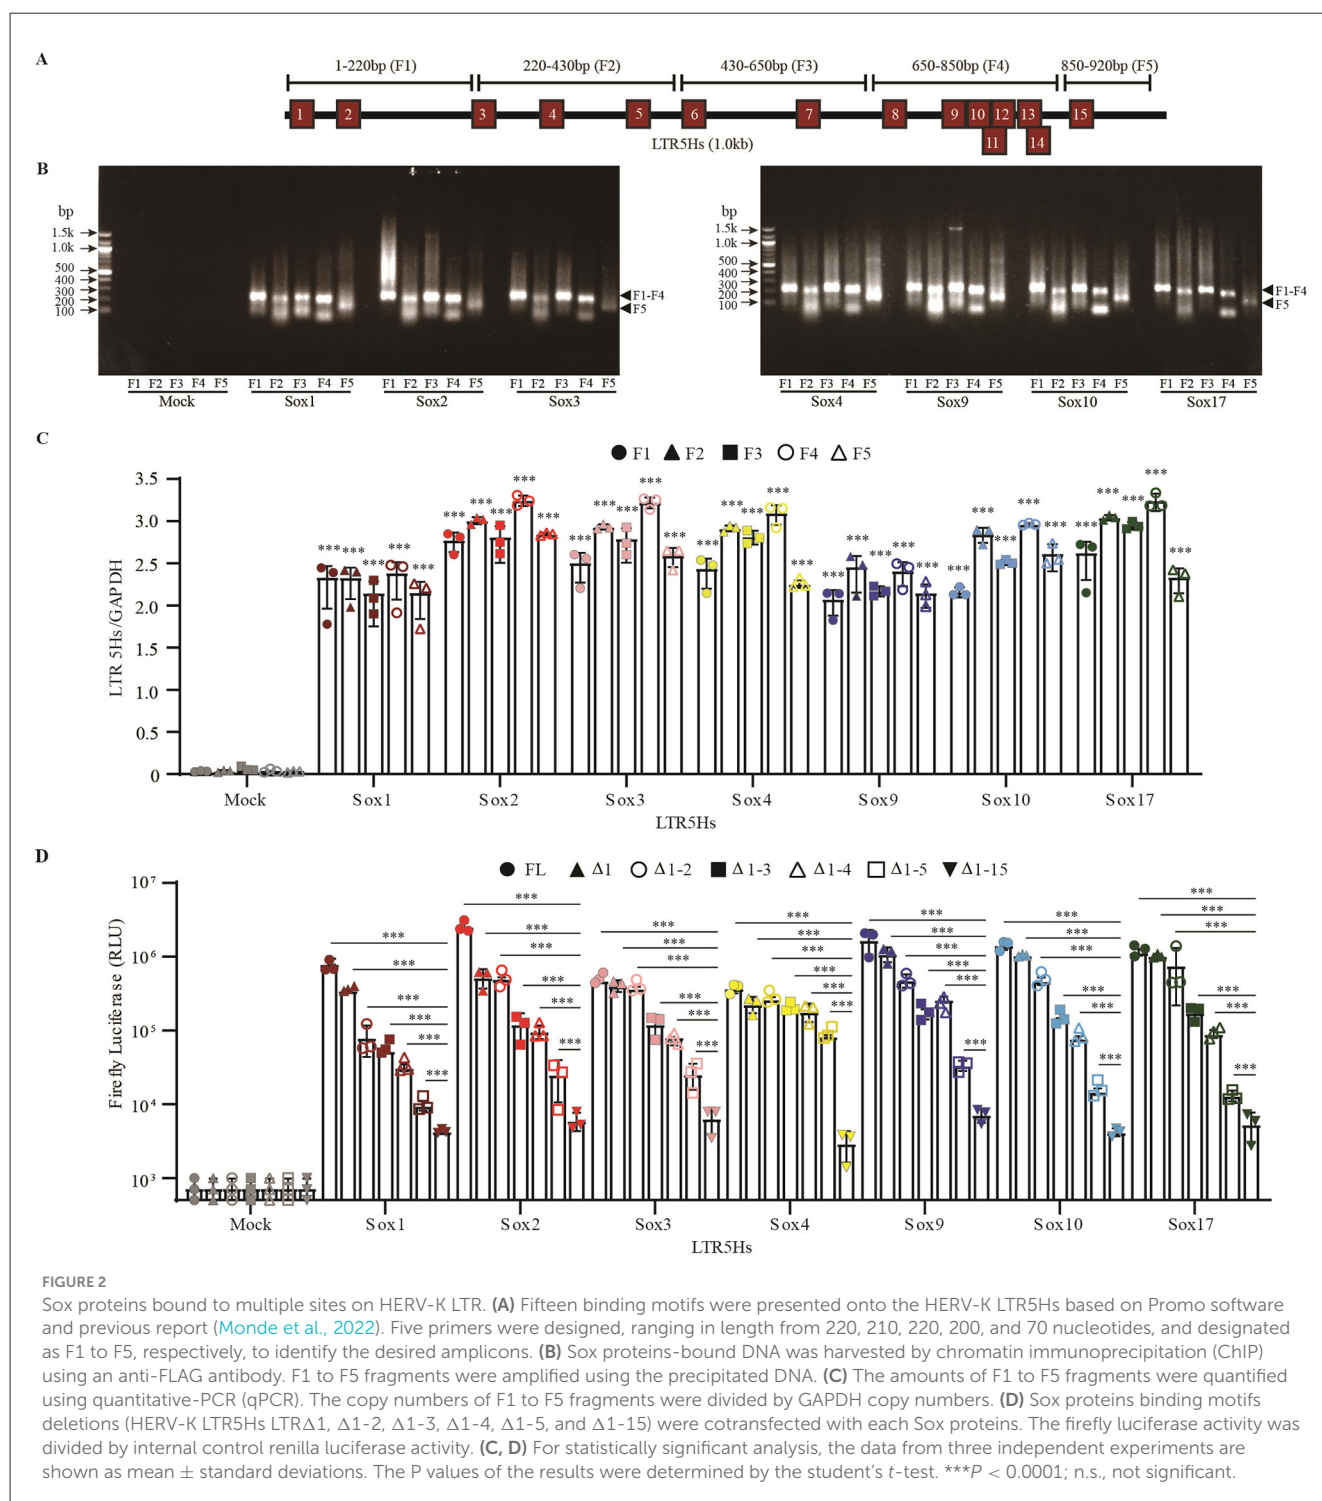 A
1-220bp (F1) 220-430bp (F2) 430-650bp (F3) 650-850bp (F4) 850-920bp (F5)
1 2 3 4 5 6 7 8 9 10 12 13 15
11 14
LTR5Hs (1.0kb)
B
bp
1.5k
1.0k
500
400
300
200
100
F1-F4
F5
F1 F2 F3 F4 F5 F1 F2 F3 F4 F5 F1 F2 F3 F4 F5 F1 F2 F3 F4 F5
Mock Sox1 Sox2 Sox3
bp
1.5k
1.0k
500
400
300
200
100
F1-F4
F5
F1 F2 F3 F4 F5 F1 F2 F3 F4 F5 F1 F2 F3 F4 F5 F1 F2 F3 F4 F5
Sox4 Sox9 Sox10 Sox17
C
F1 F2 F3 F4 F5
LTR 5Hs/GAPDH
3.5
3.0
2.5
2.0
1.5
1.0
0.5
0
*** *** *** *** ***
*** *** *** *** ***
*** *** *** *** ***
*** *** *** *** ***
*** *** *** *** ***
*** *** *** *** ***
*** *** *** *** ***
Mock Sox1 Sox2 Sox3 Sox4 Sox9 Sox10 Sox17
LTR5Hs
D
FL Δ1 Δ1-2 Δ1-3 Δ1-4 Δ1-5 Δ1-15
Firefly Luciferase (RLU)
10⁷
10⁶
10⁵
10⁴
10³
*** *** *** *** ***
*** *** *** *** ***
*** *** *** *** ***
*** *** *** *** ***
*** *** *** *** ***
*** *** *** *** ***
*** *** *** *** *** ***
Mock Sox1 Sox2 Sox3 Sox4 Sox9 Sox10 Sox17
LTR5Hs
FIGURE 2
Sox proteins bound to multiple sites on HERV-K LTR. (A) Fifteen binding motifs were presented onto the HERV-K LTR5Hs based on Promo software
and previous report (Monde et al., 2022). Five primers were designed, ranging in length from 220, 210, 220, 200, and 70 nucleotides, and designated
as F1 to F5, respectively, to identify the desired amplicons. (B) Sox proteins-bound DNA was harvested by chromatin immunoprecipitation (ChIP)
using an anti-FLAG antibody. F1 to F5 fragments were amplified using the precipitated DNA. (C) The amounts of F1 to F5 fragments were quantified
using quantitative-PCR (qPCR). The copy numbers of F1 to F5 fragments were divided by GAPDH copy numbers. (D) Sox proteins binding motifs
deletions (HERV-K LTR5Hs LTRΔ1, Δ1-2, Δ1-3, Δ1-4, Δ1-5, and Δ1-15) were cotransfected with each Sox proteins. The firefly luciferase activity was
divided by internal control renilla luciferase activity. (C, D) For statistically significant analysis, the data from three independent experiments are
shown as mean ± standard deviations. The P values of the results were determined by the student's t-test. ***P < 0.0001; n.s., not significant.